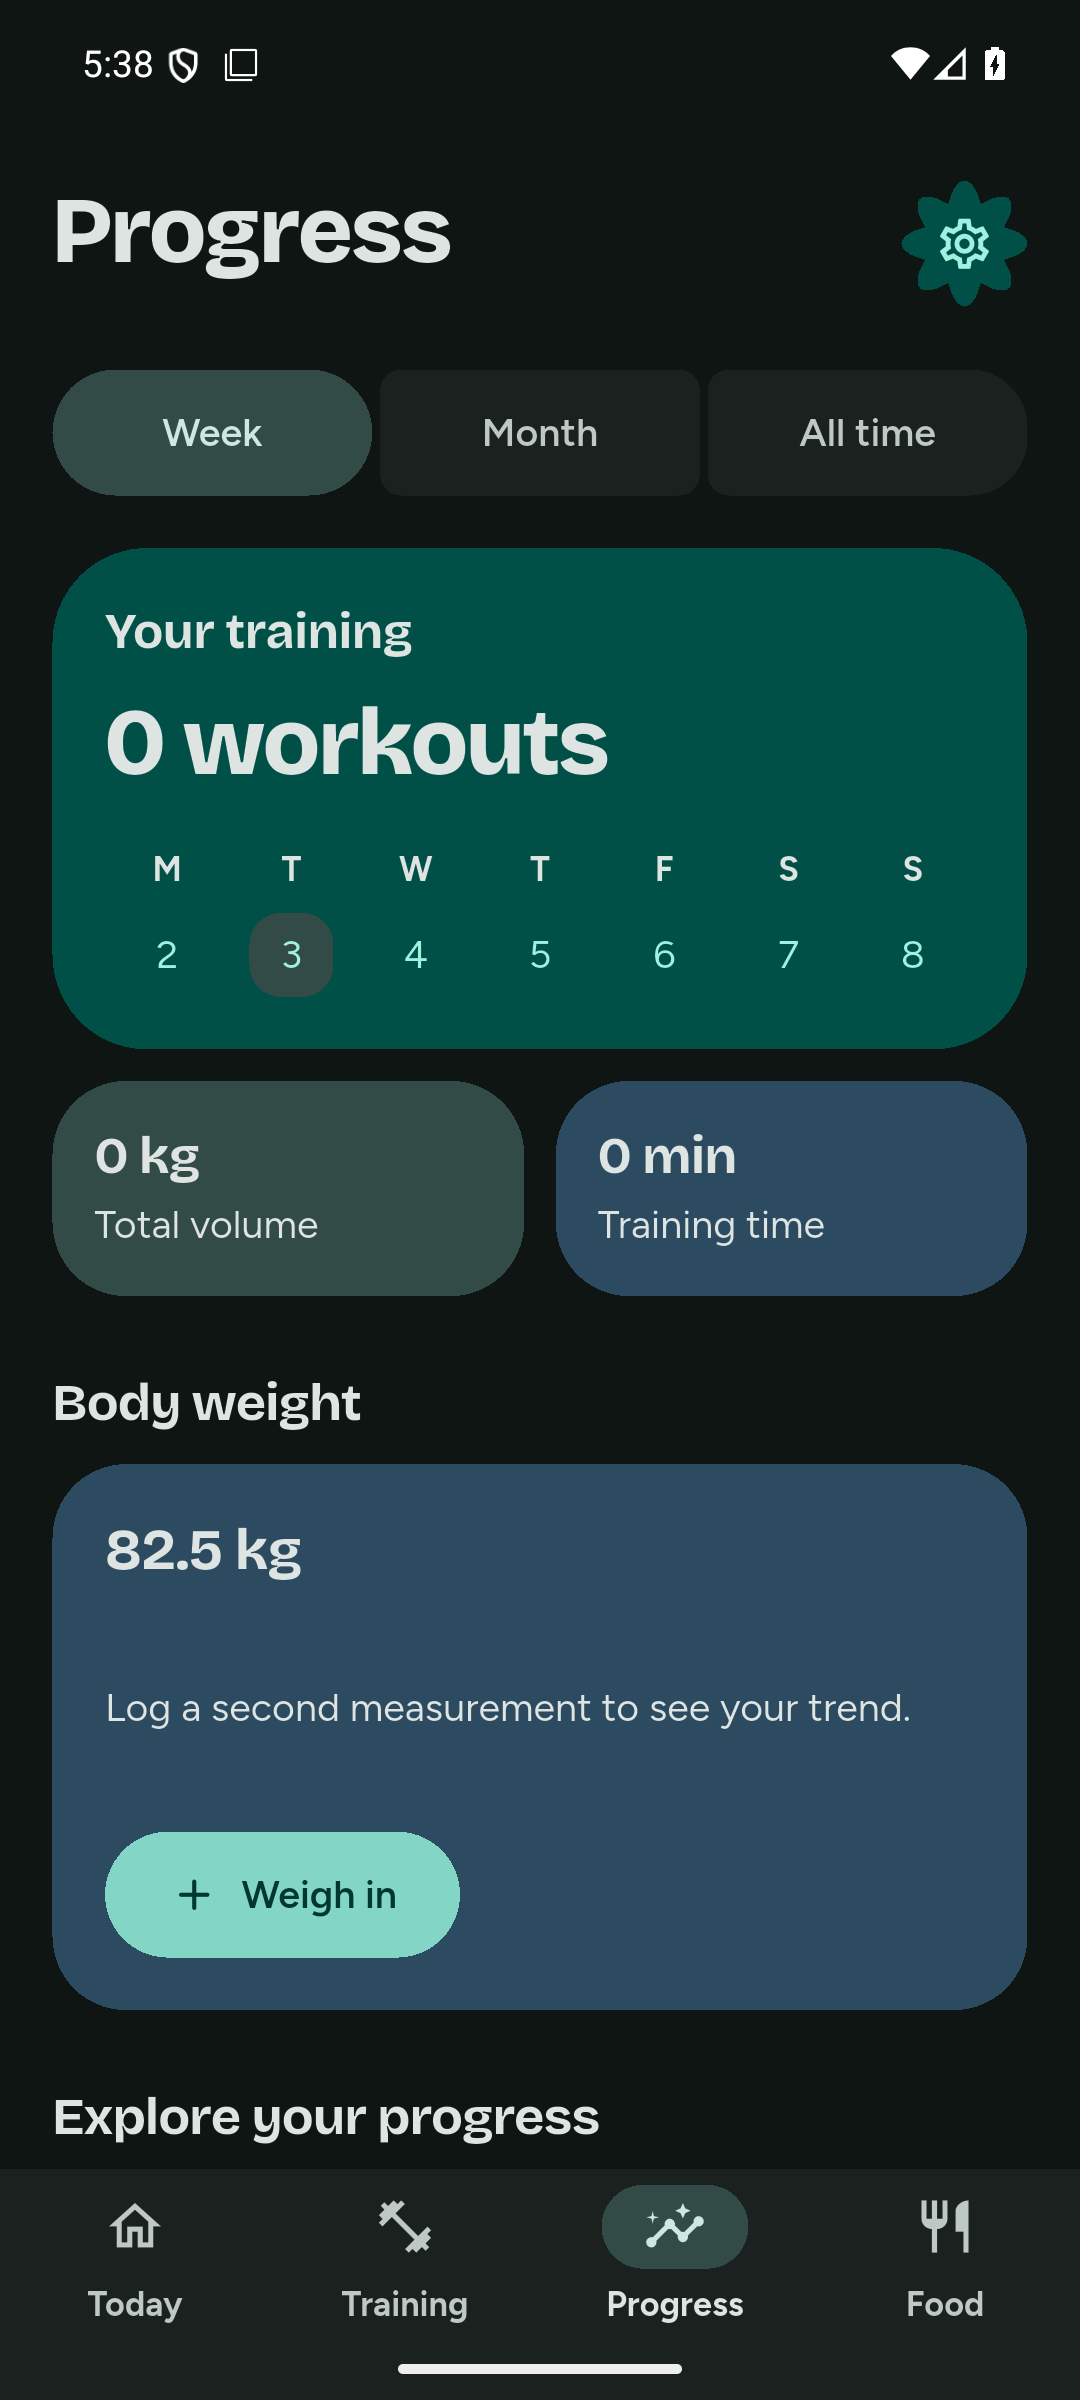 5:38
Progress
Week Month All time
Your training
0 workouts
M T W T F S S
2 3 4 5 6 7 8
0 kg 0 min
Total volume Training time
Body weight
82.5 kg
Log a second measurement to see your trend.
+ Weigh in
Explore your progress
Today Training Progress Food